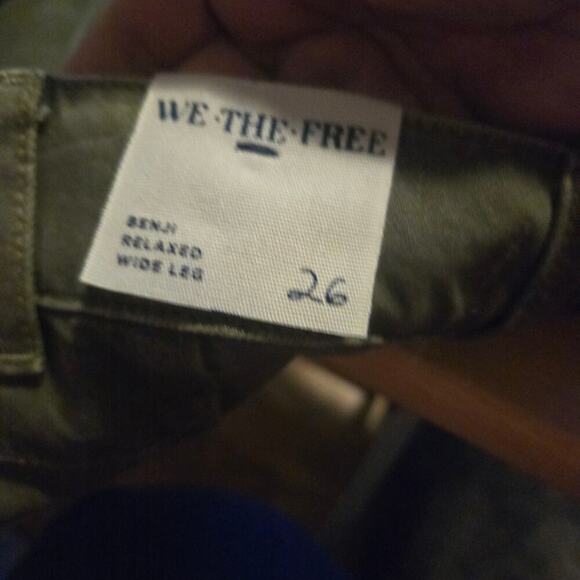 WE·THE·FREE
BENJI
RELAXED
WIDE LEG
26